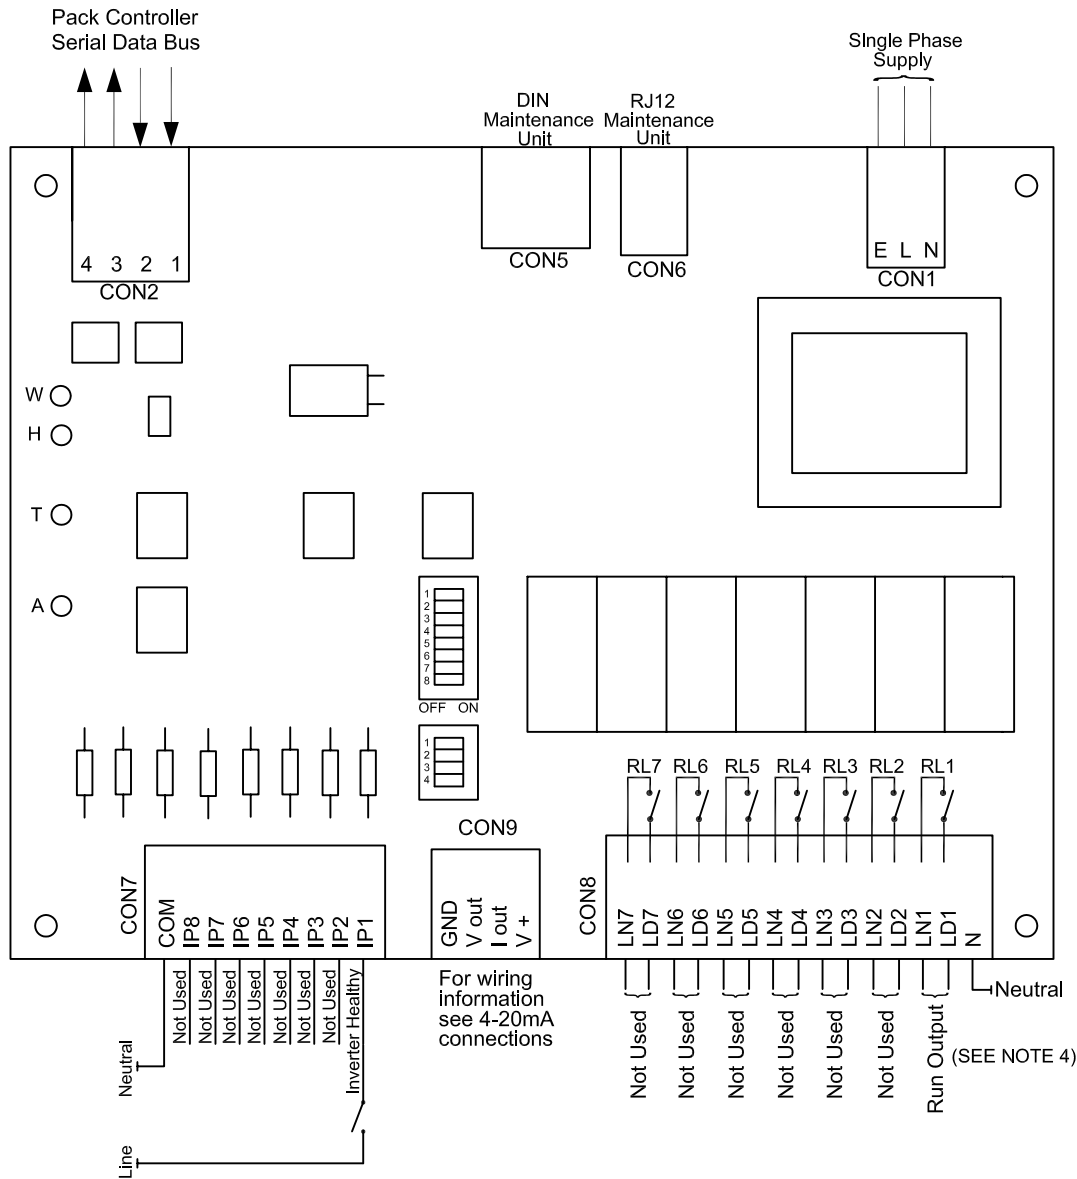 Pack Controller
Serial Data Bus
SIngle Phase
Supply
DIN
Maintenance
Unit
RJ12
Maintenance
Unit
4 3 2 1
CON2
CON5
CON6
E L N
CON1
W
H
T
A
1
2
3
4
5
6
7
8
OFF ON
1
2
3
4
RL7 RL6 RL5 RL4 RL3 RL2 RL1
CON9
CON7
COM
IP8
IP7
IP6
IP5
IP4
IP3
IP2
IP1
GND
V out
I out
V +
CON8
LN7
LD7
LN6
LD6
LN5
LD5
LN4
LD4
LN3
LD3
LN2
LD2
LN1
LD1
N
Not Used
Not Used
Not Used
Not Used
Not Used
Not Used
Not Used
Inverter Healthy
Neutral
Line
For wiring
information
see 4-20mA
connections
Not Used
Not Used
Not Used
Not Used
Not Used
Not Used
Run Output
(SEE NOTE 4)
Neutral